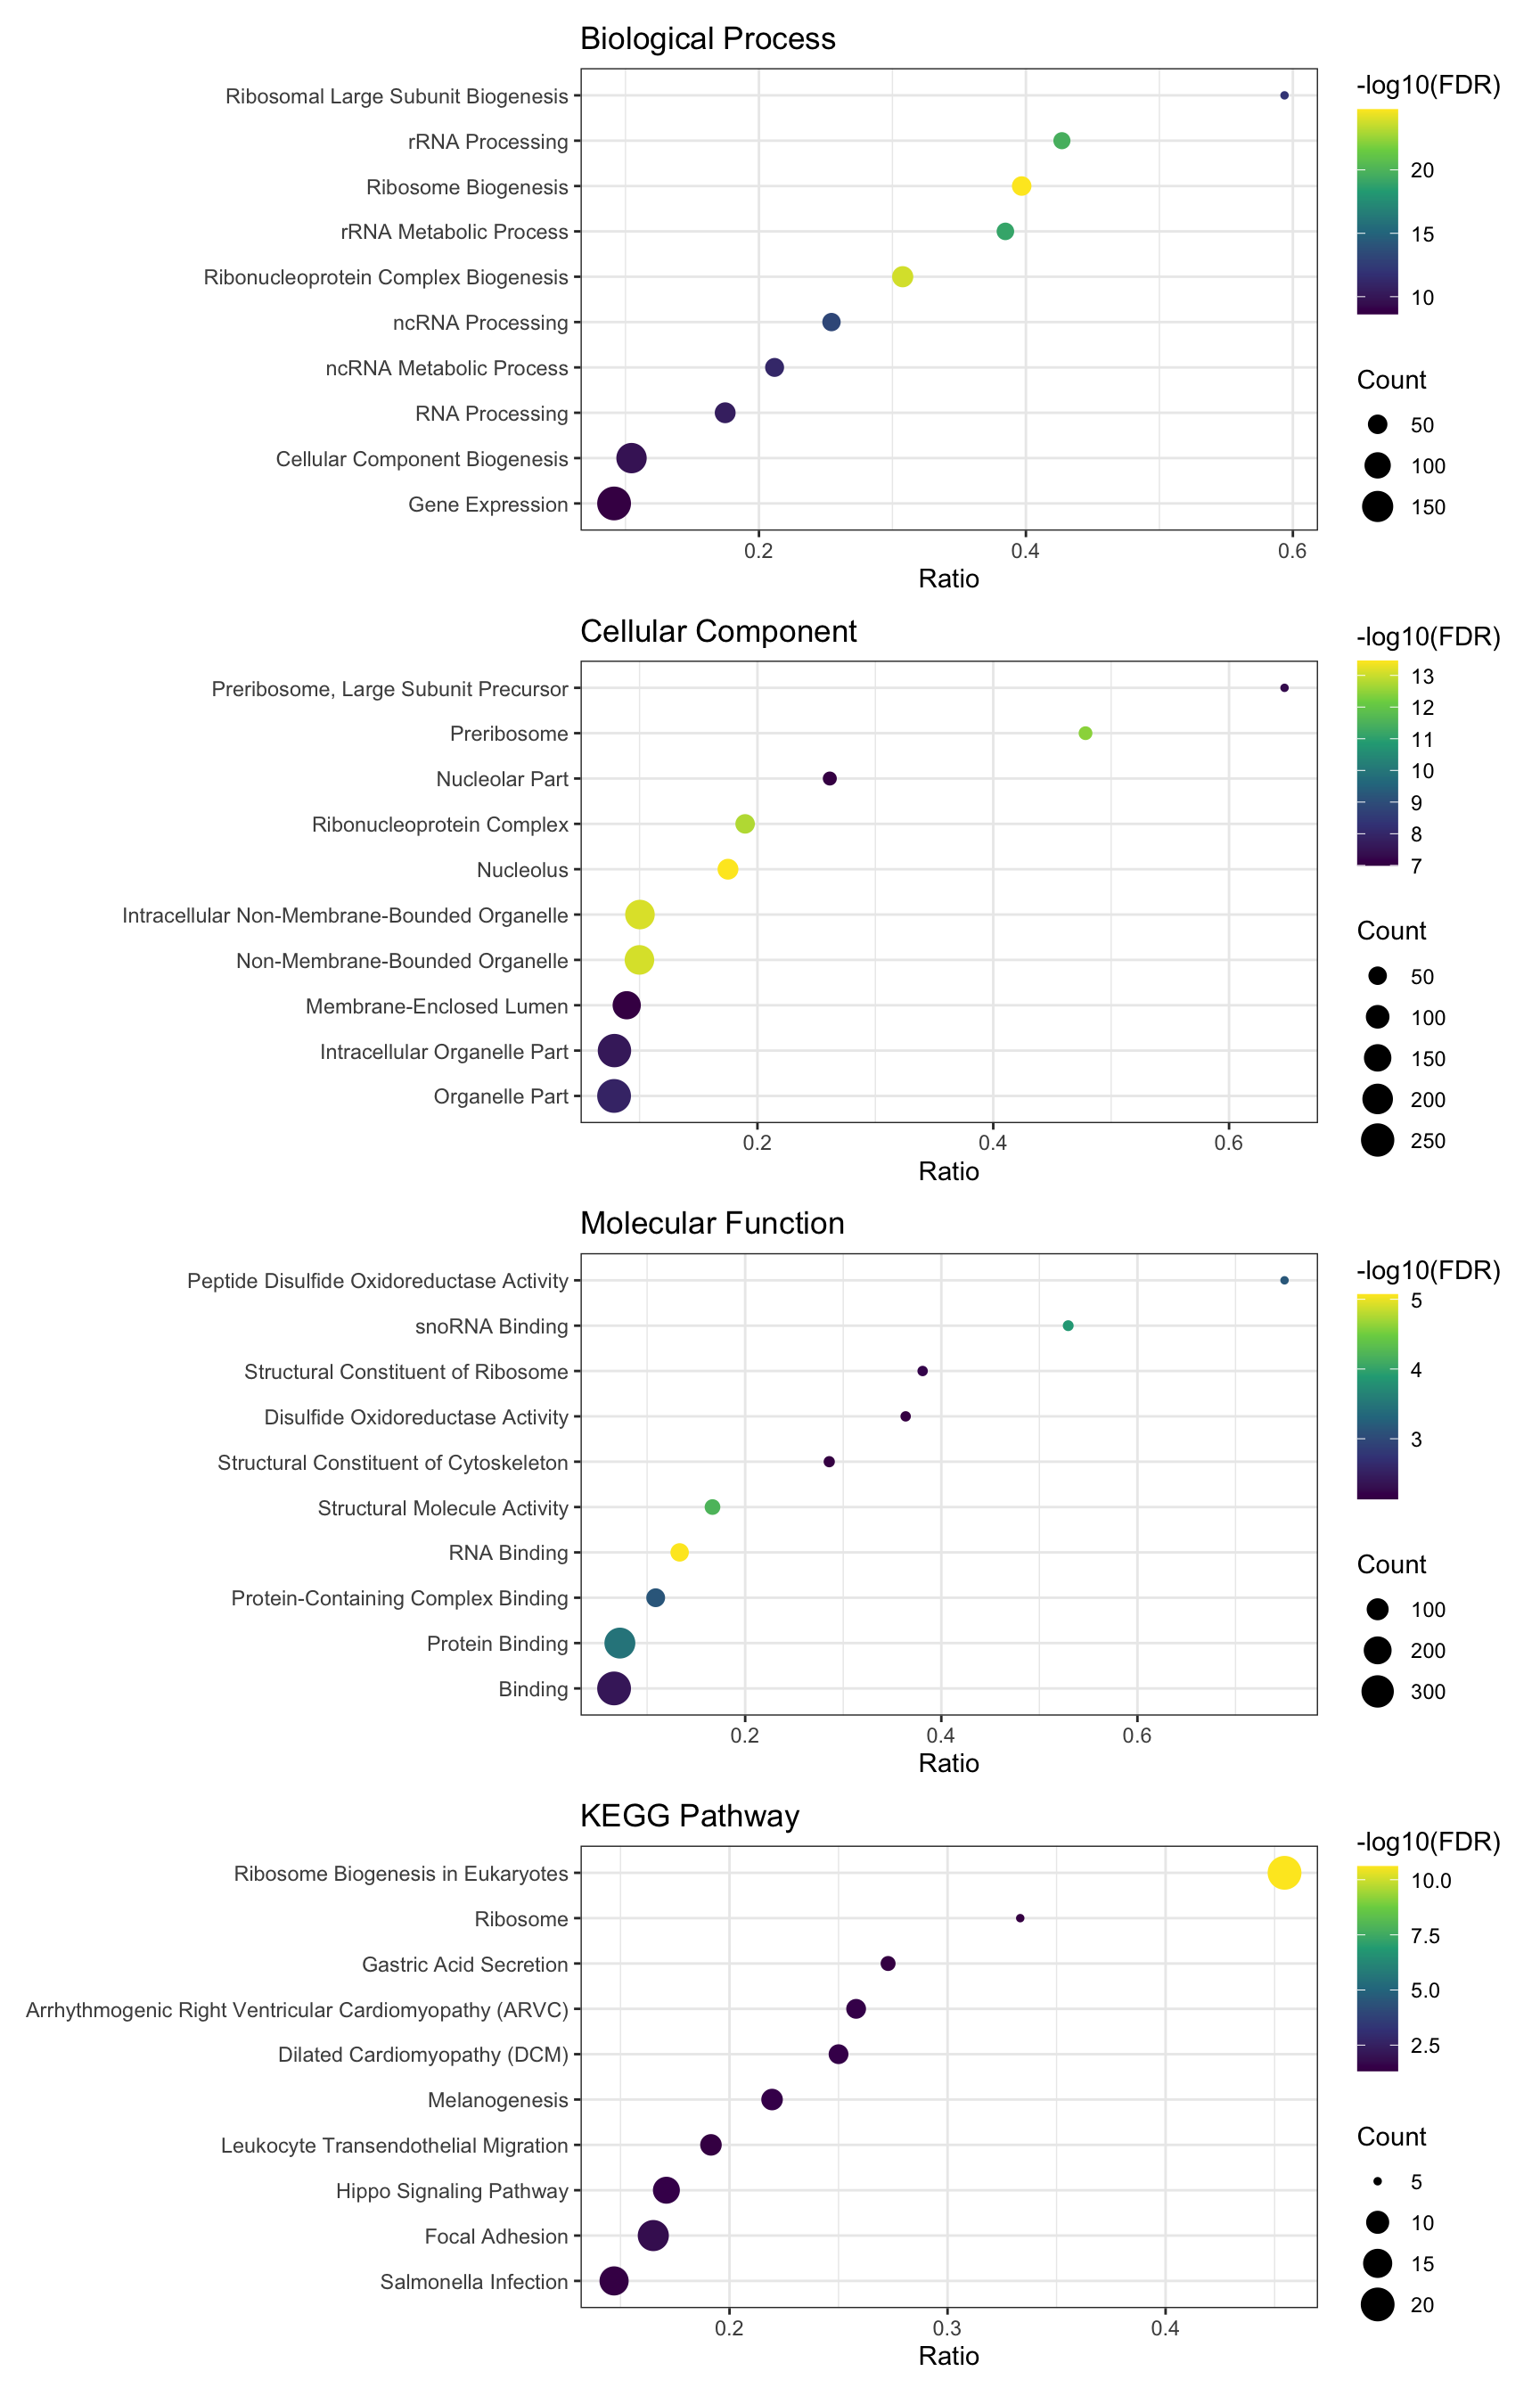 Biological Process
Ribosomal Large Subunit Biogenesis
rRNA Processing
Ribosome Biogenesis
rRNA Metabolic Process
Ribonucleoprotein Complex Biogenesis
ncRNA Processing
ncRNA Metabolic Process
RNA Processing
Cellular Component Biogenesis
Gene Expression
0.2 0.4 0.6
Ratio
-log10(FDR)
20
15
10
Count
50
100
150
Cellular Component
Preribosome, Large Subunit Precursor
Preribosome
Nucleolar Part
Ribonucleoprotein Complex
Nucleolus
Intracellular Non-Membrane-Bounded Organelle
Non-Membrane-Bounded Organelle
Membrane-Enclosed Lumen
Intracellular Organelle Part
Organelle Part
0.2 0.4 0.6
Ratio
-log10(FDR)
13
12
11
10
9
8
7
Count
50
100
150
200
250
Molecular Function
Peptide Disulfide Oxidoreductase Activity
snoRNA Binding
Structural Constituent of Ribosome
Disulfide Oxidoreductase Activity
Structural Constituent of Cytoskeleton
Structural Molecule Activity
RNA Binding
Protein-Containing Complex Binding
Protein Binding
Binding
0.2 0.4 0.6
Ratio
-log10(FDR)
5
4
3
Count
100
200
300
KEGG Pathway
Ribosome Biogenesis in Eukaryotes
Ribosome
Gastric Acid Secretion
Arrhythmogenic Right Ventricular Cardiomyopathy (ARVC)
Dilated Cardiomyopathy (DCM)
Melanogenesis
Leukocyte Transendothelial Migration
Hippo Signaling Pathway
Focal Adhesion
Salmonella Infection
0.2 0.3 0.4
Ratio
-log10(FDR)
10.0
7.5
5.0
2.5
Count
5
10
15
20